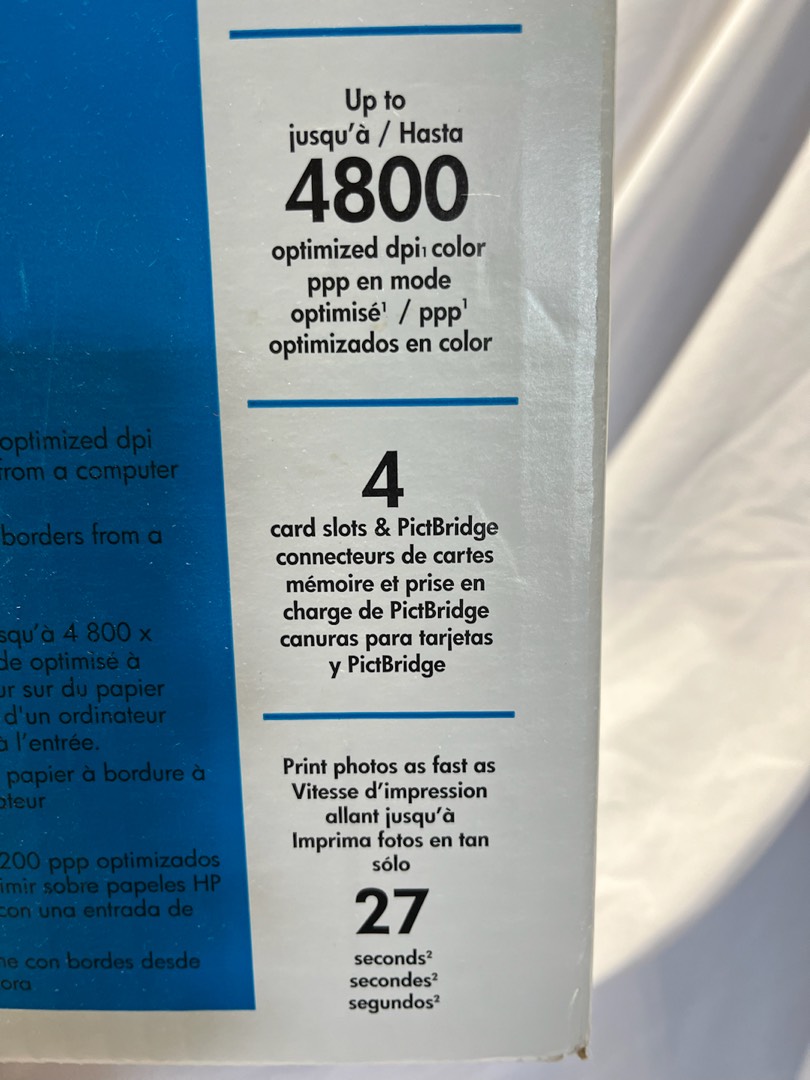 Up to
jusqu'à / Hasta
4800
optimized dpi1 color
ppp en mode
optimisé1 / ppp1
optimizados en color
4
card slots & PictBridge
connecteurs de cartes
mémoire et prise en
charge de PictBridge
canuras para tarjetas
y PictBridge
Print photos as fast as
Vitesse d'impression
allant jusqu'à
Imprima fotos en tan
sólo
27
seconds2
secondes2
segundos2
optimized dpi
from a computer
borders from a
squ'à 4 800 x
de optimisé à
ur sur du papier
d'un ordinateur
à l'entrée.
papier à bordure à
oteur
200 ppp optimizados
imir sobre papeles HP
con una entrada de
ne con bordes desde
ora